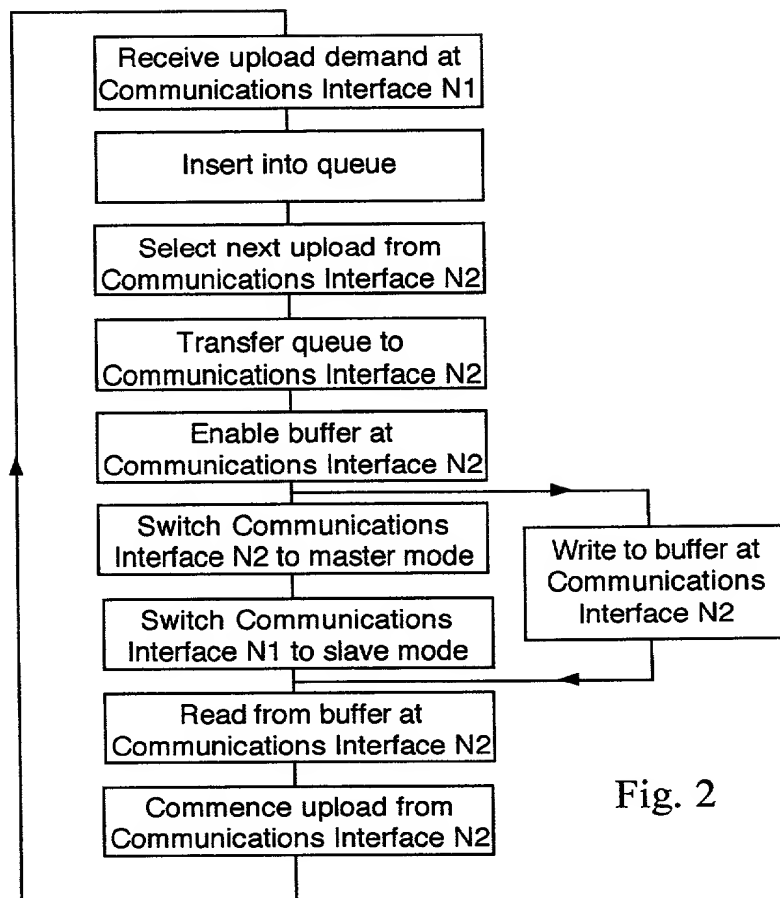 Receive upload demand at
Communications Interface N1
Insert into queue
Select next upload from
Communications Interface N2
Transfer queue to
Communications Interface N2
Enable buffer at
Communications Interface N2
Switch Communications
Interface N2 to master mode
Write to buffer at
Communications
Interface N2
Switch Communications
Interface N1 to slave mode
Read from buffer at
Communications Interface N2
Commence upload from
Communications Interface N2
Fig. 2